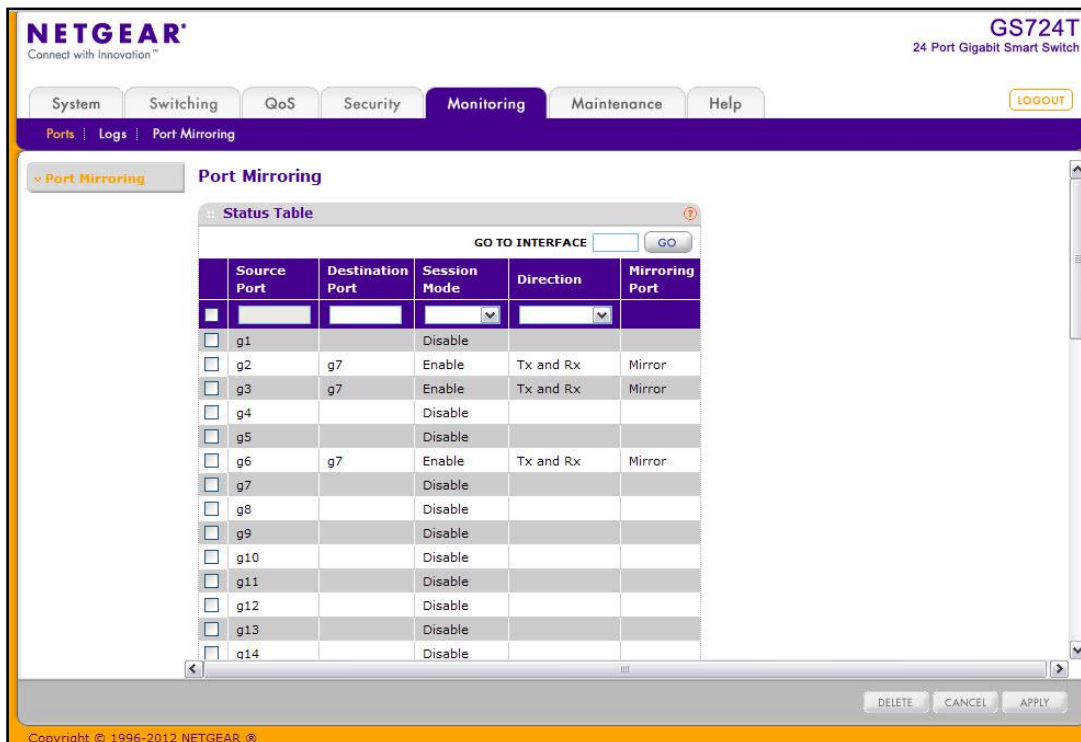 NETGEAR®
Connect with Innovation™
GS724T
24 Port Gigabit Smart Switch
System Switching QoS Security Monitoring Maintenance Help LOGOUT
Ports Logs Port Mirroring
Port Mirroring
Port Mirroring
Status Table ?
GO TO INTERFACE GO
Source Port Destination Port Session Mode Direction Mirroring Port
g1 Disable
g2 g7 Enable Tx and Rx Mirror
g3 g7 Enable Tx and Rx Mirror
g4 Disable
g5 Disable
g6 g7 Enable Tx and Rx Mirror
g7 Disable
g8 Disable
g9 Disable
g10 Disable
g11 Disable
g12 Disable
g13 Disable
g14 Disable
DELETE CANCEL APPLY
Copyright © 1996-2012 NETGEAR ®